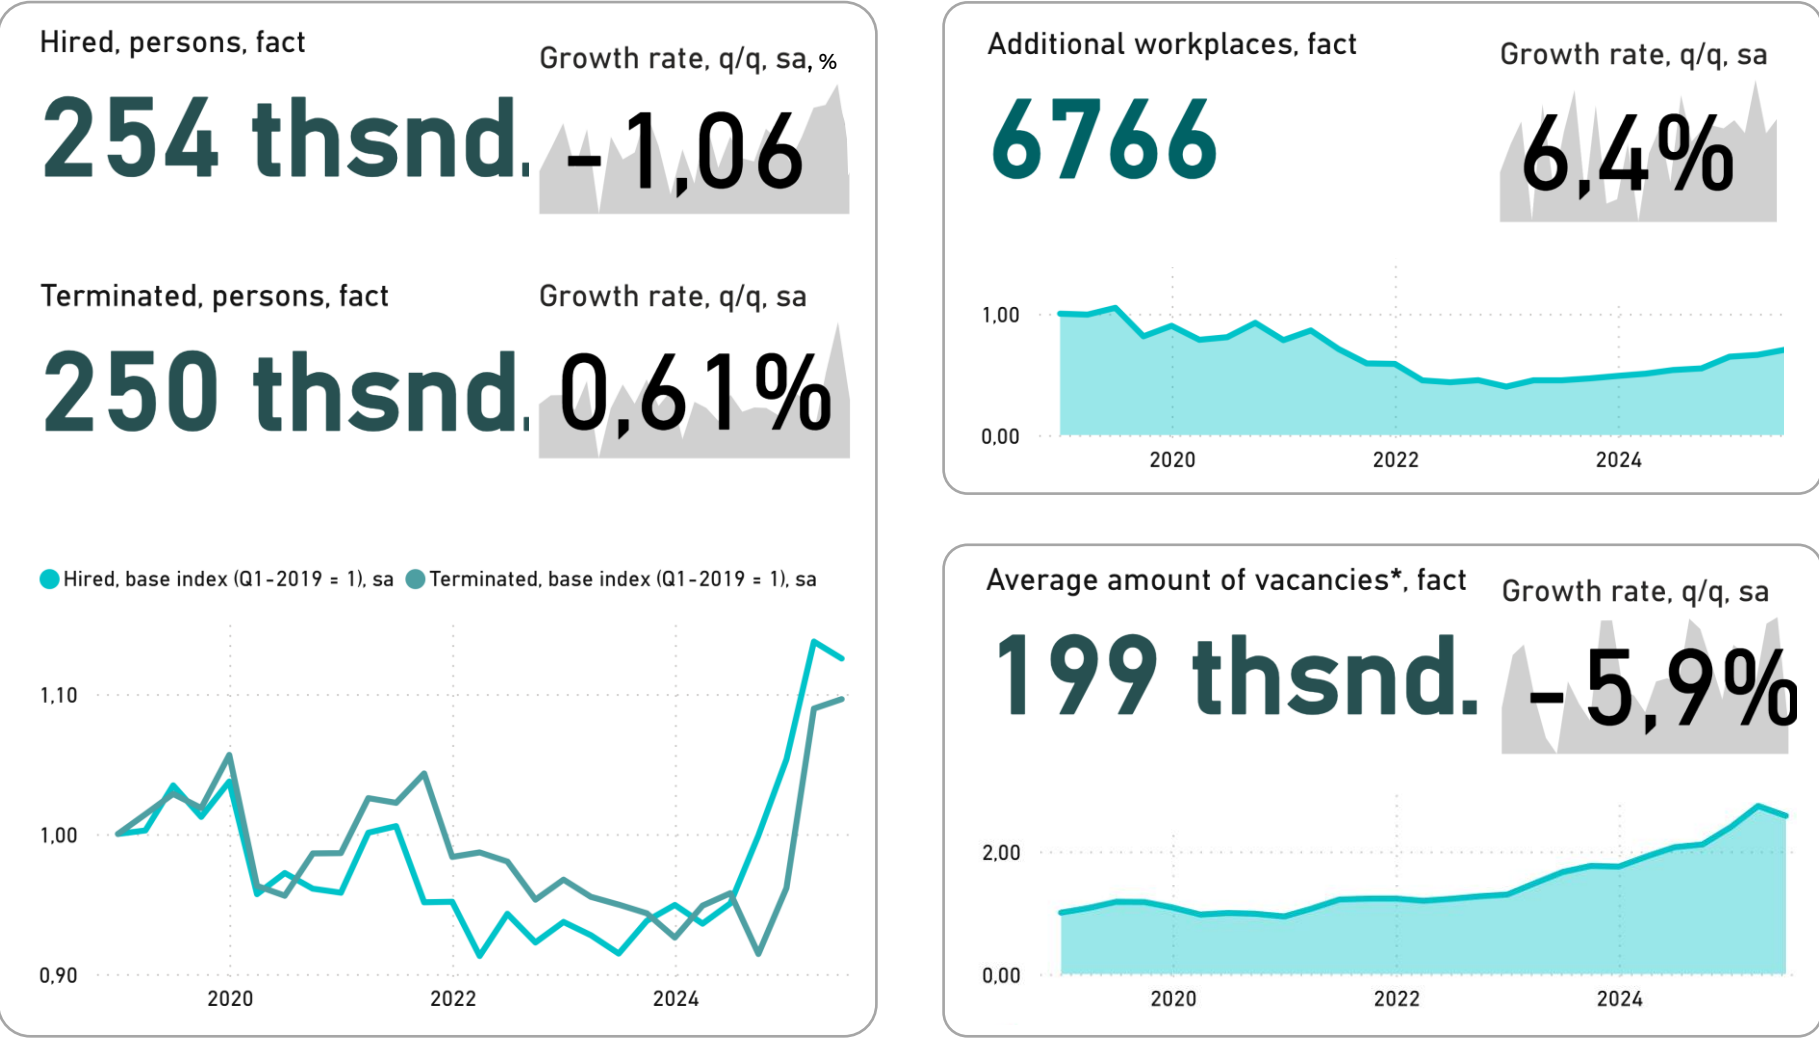 Hired, persons, fact
Growth rate, q/q, sa, %
254 thsnd.
-1,06
Terminated, persons, fact
Growth rate, q/q, sa
250 thsnd.
0,61%
Hired, base index (Q1-2019 = 1), sa
Terminated, base index (Q1-2019 = 1), sa
1,10
1,00
0,90
2020
2022
2024
Additional workplaces, fact
Growth rate, q/q, sa
6766
6,4%
1,00
0,00
2020
2022
2024
Average amount of vacancies*, fact
Growth rate, q/q, sa
199 thsnd.
-5,9%
2,00
0,00
2020
2022
2024